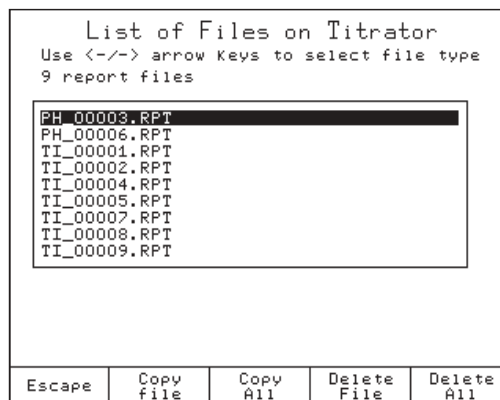 List of Files on Titrator
Use <-/-> arrow Keys to select file type
9 report files
PH_00003.RPT
PH_00006.RPT
TI_00001.RPT
TI_00002.RPT
TI_00004.RPT
TI_00005.RPT
TI_00007.RPT
TI_00008.RPT
TI_00009.RPT
Escape
Copy
file
Copy
All
Delete
File
Delete
All